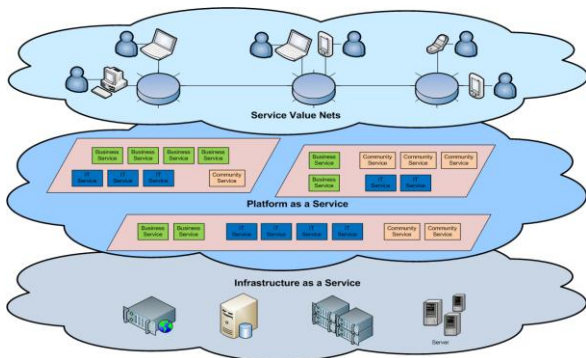 Service Value Nets
Business Service Business Service Business Service Business Service
IT Service IT Service IT Service Community Service
Business Service Community Service Community Service Community Service
Business Service IT Service IT Service
Platform as a Service
Business Service Business Service IT Service IT Service IT Service IT Service Community Service Community Service
Infrastructure as a Service
Server